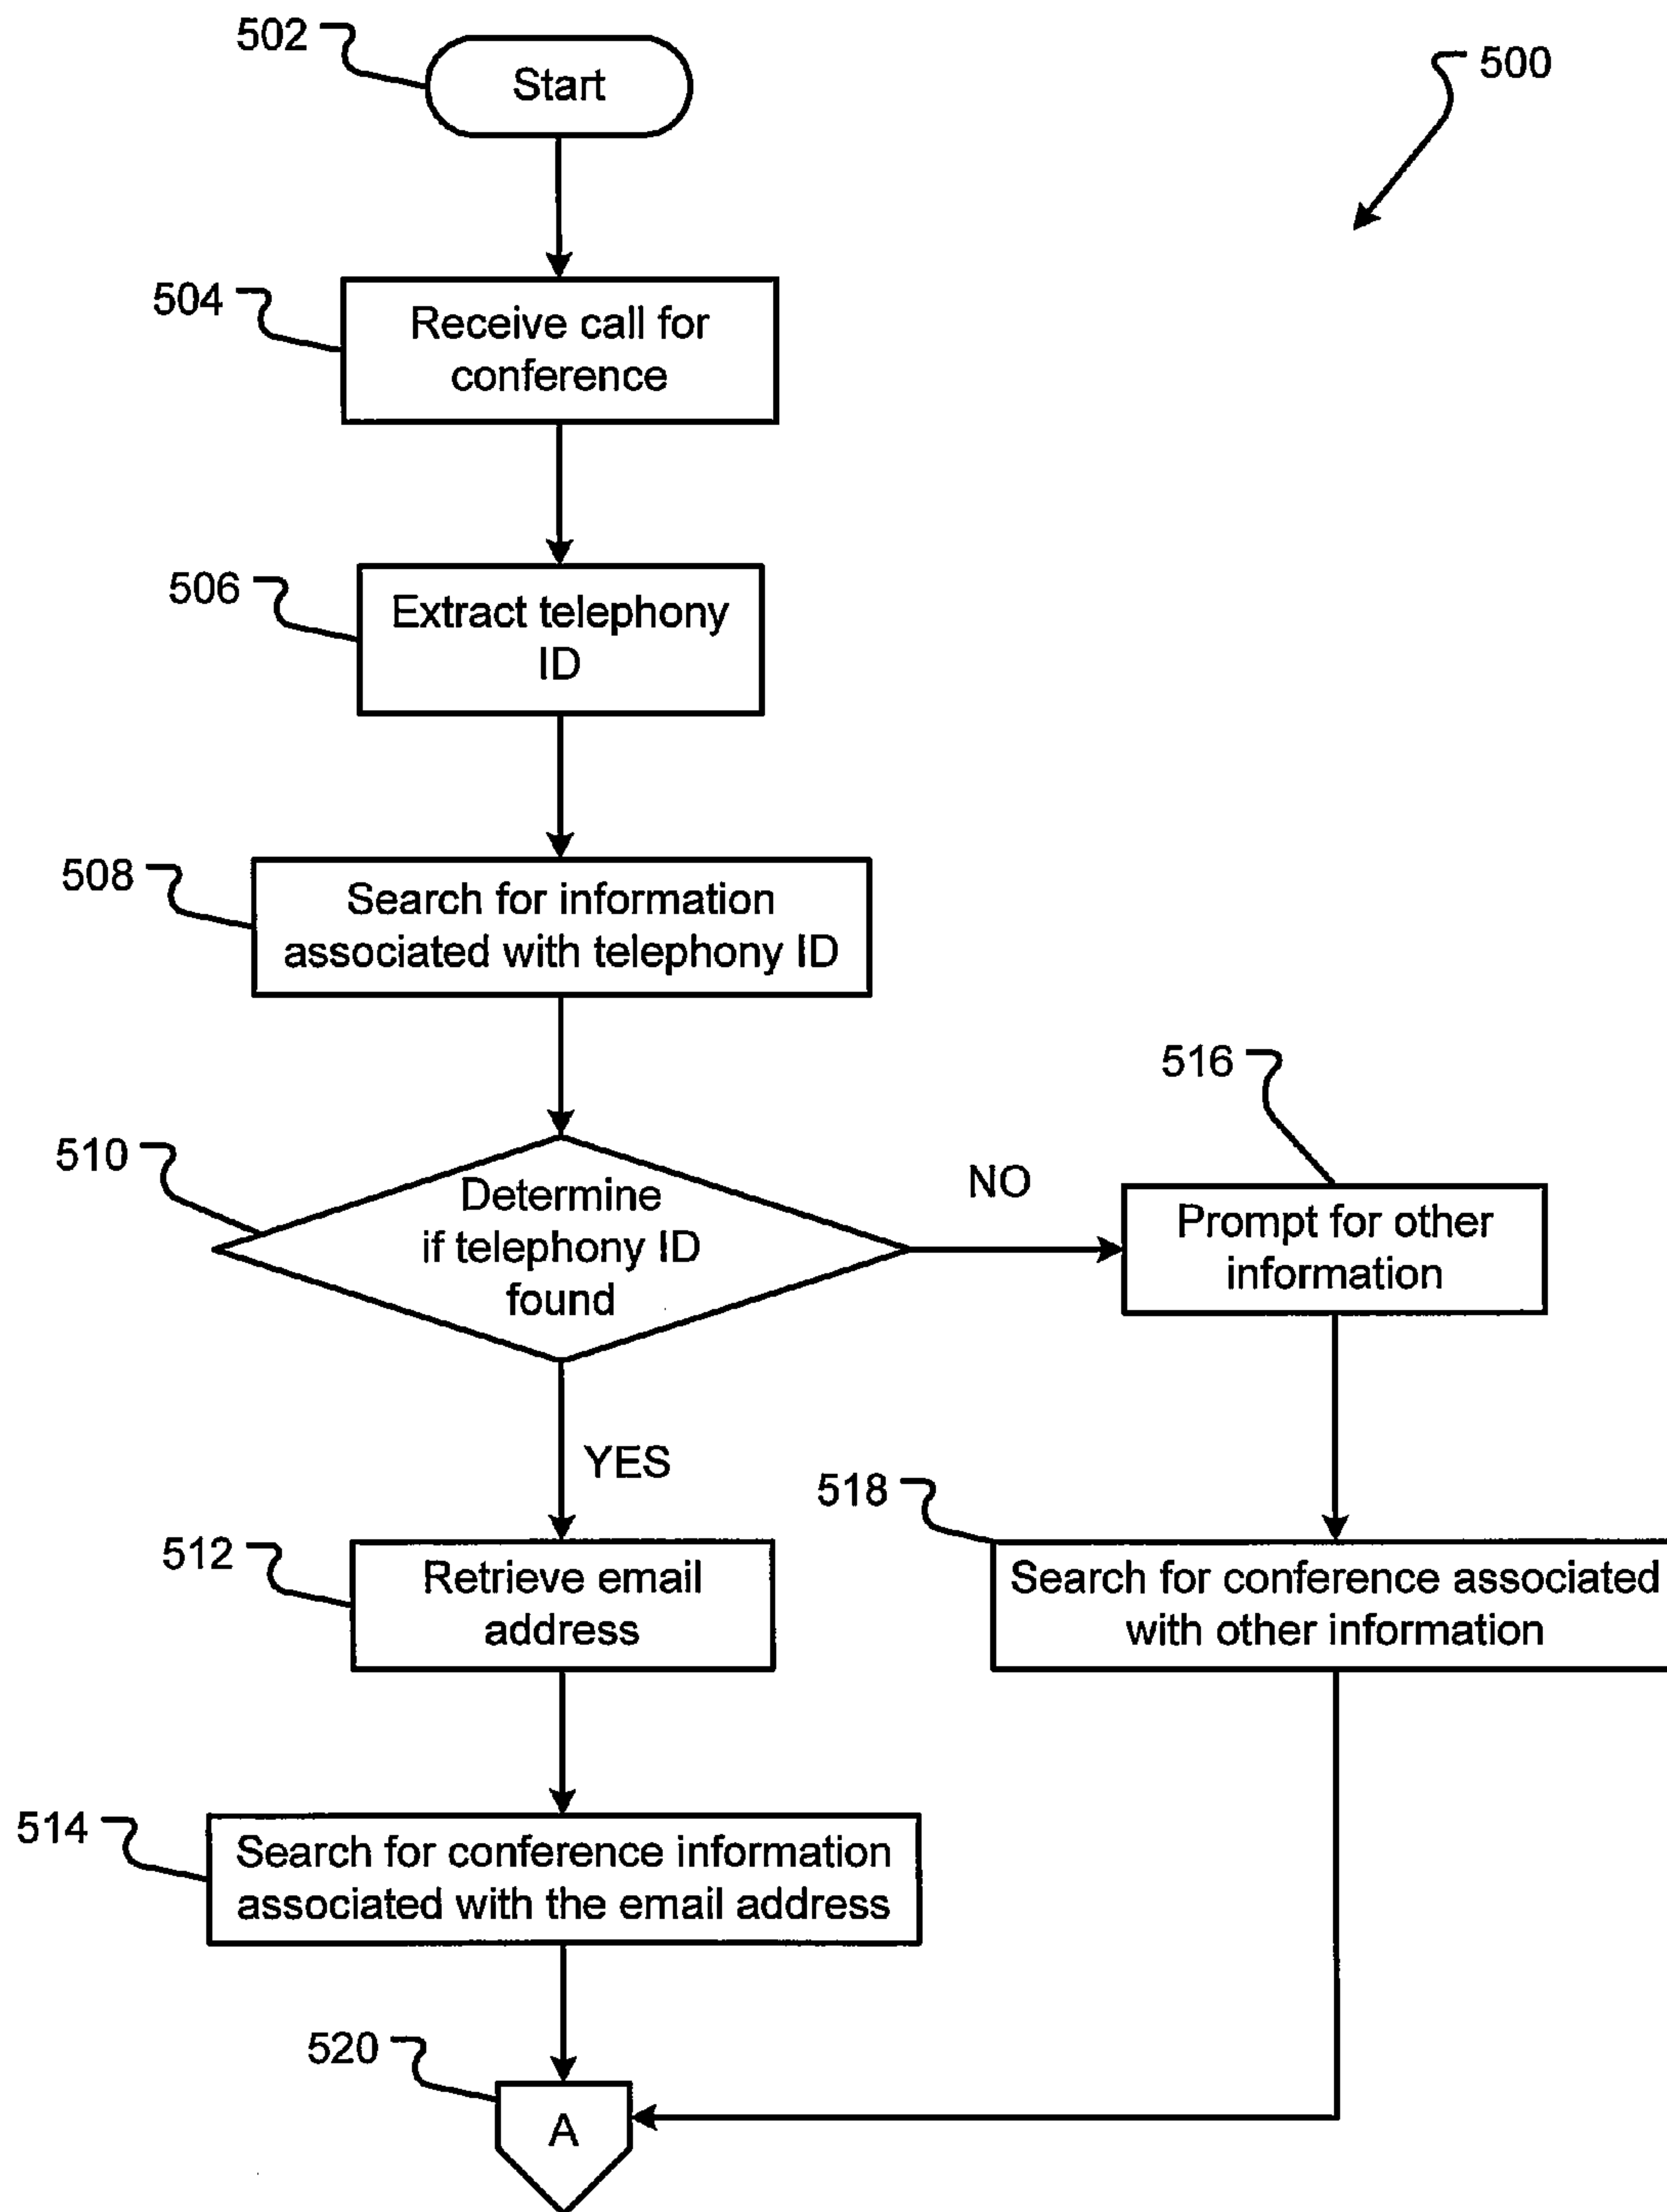 502
Start
500
504
Receive call for
conference
506
Extract telephony
ID
508
Search for information
associated with telephony ID
510
Determine
if telephony ID
found
NO
516
Prompt for other
information
YES
512
Retrieve email
address
518
Search for conference associated
with other information
514
Search for conference information
associated with the email address
520
A